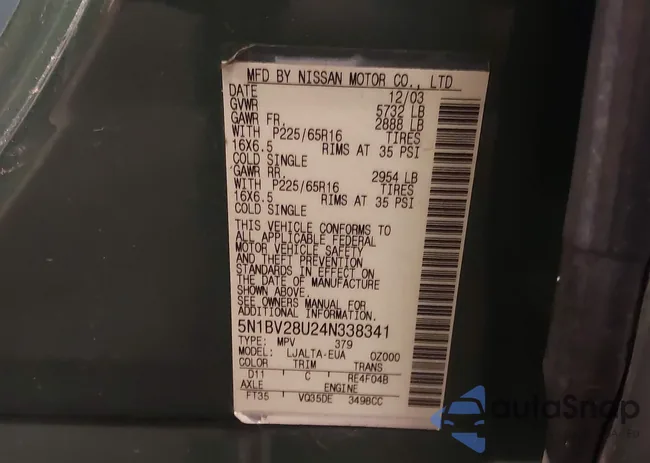 MFD BY NISSAN MOTOR CO., LTD
DATE 12/03
GVWR 5732 LB
GAWR FR. 2888 LB
WITH P225/65R16 TIRES
16X6.5 RIMS AT 35 PSI
COLD SINGLE
GAWR RR. 2954 LB
WITH P225/65R16 TIRES
16X6.5 RIMS AT 35 PSI
COLD SINGLE
THIS VEHICLE CONFORMS TO
ALL APPLICABLE FEDERAL
MOTOR VEHICLE SAFETY
AND THEFT PREVENTION
STANDARDS IN EFFECT ON
THE DATE OF MANUFACTURE
SHOWN ABOVE.
SEE OWNERS MANUAL FOR
ADDITIONAL INFORMATION.
5N1BV28U24N338341
TYPE: MPV 379
MODEL: LJALTA-EUA 0Z000
COLOR TRIM TRANS
D11 C RE4F04B
AXLE ENGINE
FT35 VQ35DE 3498CC
autoSnap